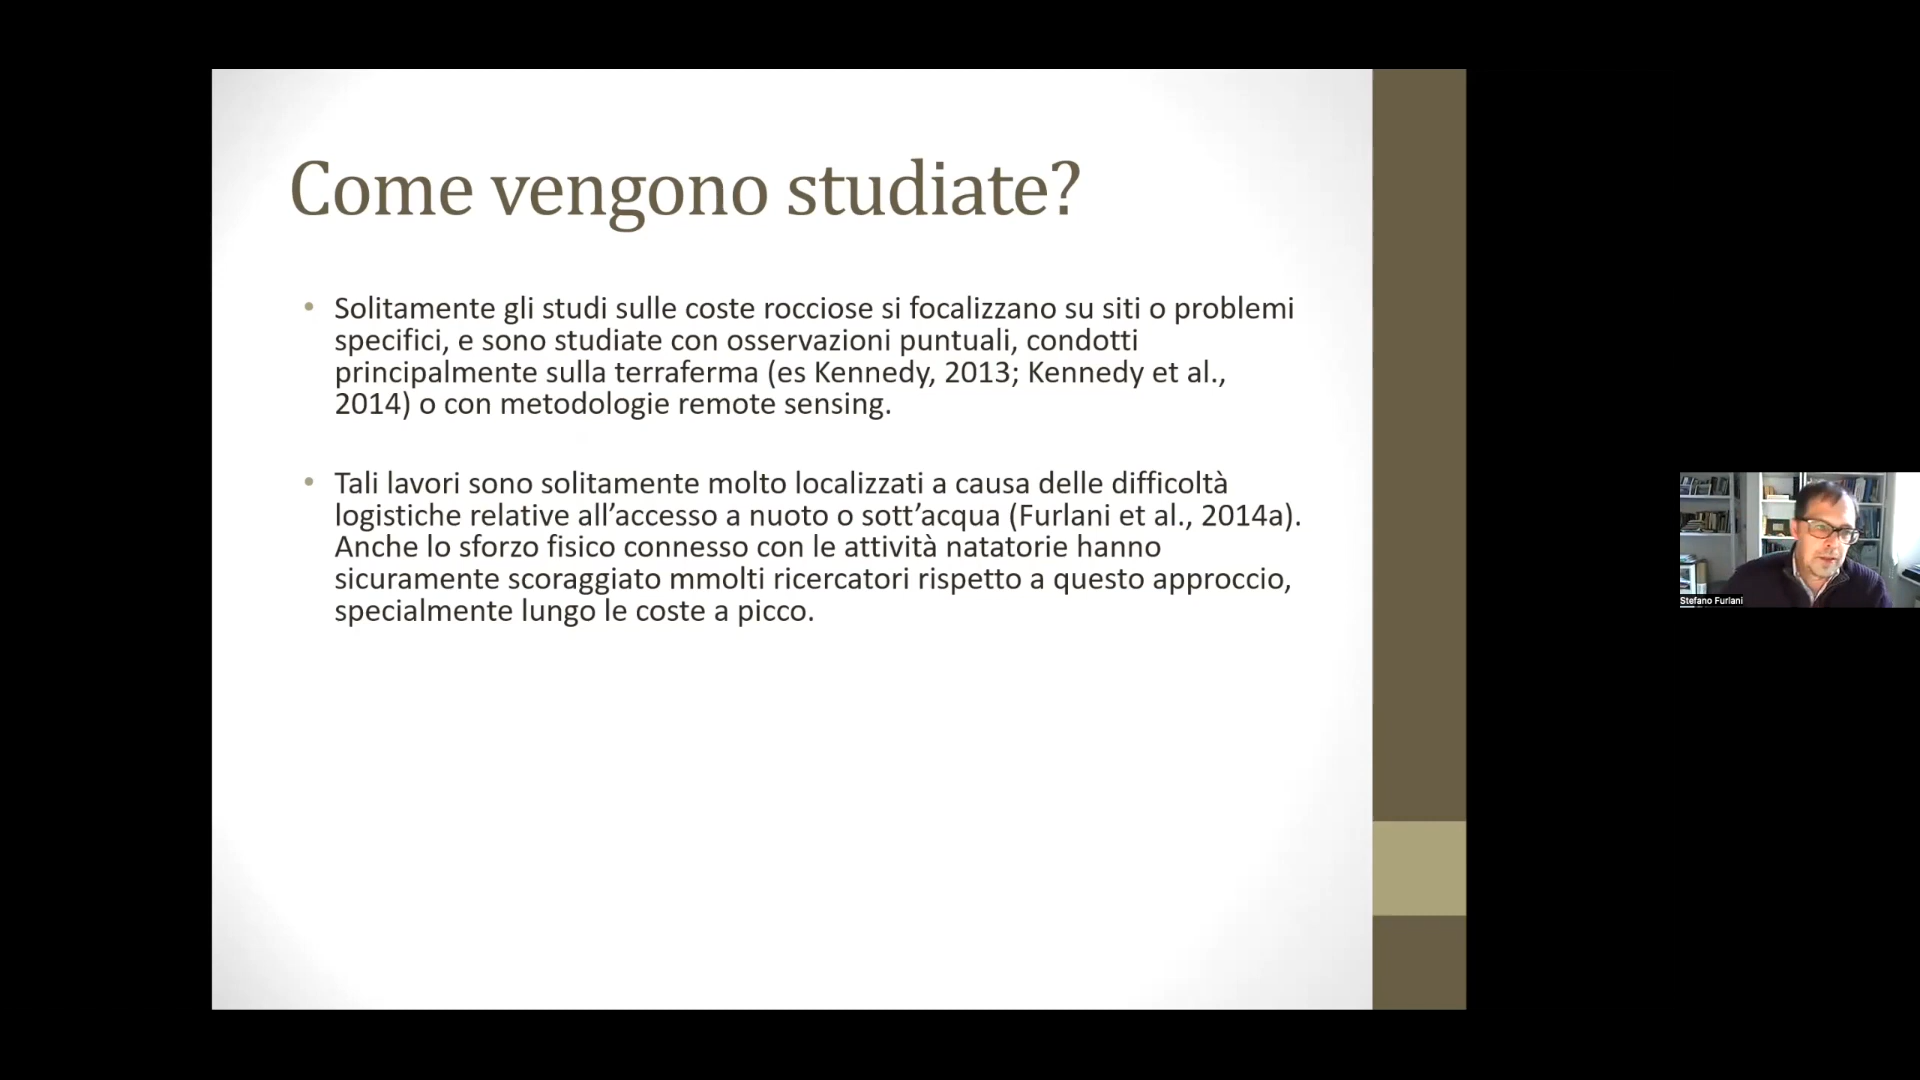 Come vengono studiate?
• Solitamente gli studi sulle coste rocciose si focalizzano su siti o problemi
specifici, e sono studiate con osservazioni puntuali, condotti
principalmente sulla terraferma (es Kennedy, 2013; Kennedy et al.,
2014) o con metodologie remote sensing.
• Tali lavori sono solitamente molto localizzati a causa delle difficoltà
logistiche relative all’accesso a nuoto o sott’acqua (Furlani et al., 2014a).
Anche lo sforzo fisico connesso con le attività natatorie hanno
sicuramente scoraggiato mmolti ricercatori rispetto a questo approccio,
specialmente lungo le coste a picco.
Stefano Furlani